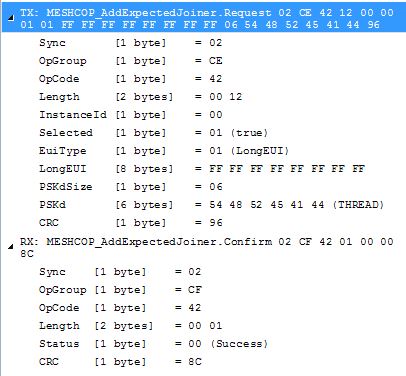 TX: MESHCOP_AddExpectedJoiner.Request 02 CE 42 12 00 00
01 01 FF FF FF FF FF FF FF FF 06 54 48 52 45 41 44 96
Sync [1 byte] = 02
OpGroup [1 byte] = CE
OpCode [1 byte] = 42
Length [2 bytes] = 00 12
InstanceId [1 byte] = 00
Selected [1 byte] = 01 (true)
EuiType [1 byte] = 01 (LongEUI)
LongEUI [8 bytes] = FF FF FF FF FF FF FF FF
PSKdSize [1 byte] = 06
PSKd [6 bytes] = 54 48 52 45 41 44 (THREAD)
CRC [1 byte] = 96
RX: MESHCOP_AddExpectedJoiner.Confirm 02 CF 42 01 00 00
8C
Sync [1 byte] = 02
OpGroup [1 byte] = CF
OpCode [1 byte] = 42
Length [2 bytes] = 00 01
Status [1 byte] = 00 (Success)
CRC [1 byte] = 8C